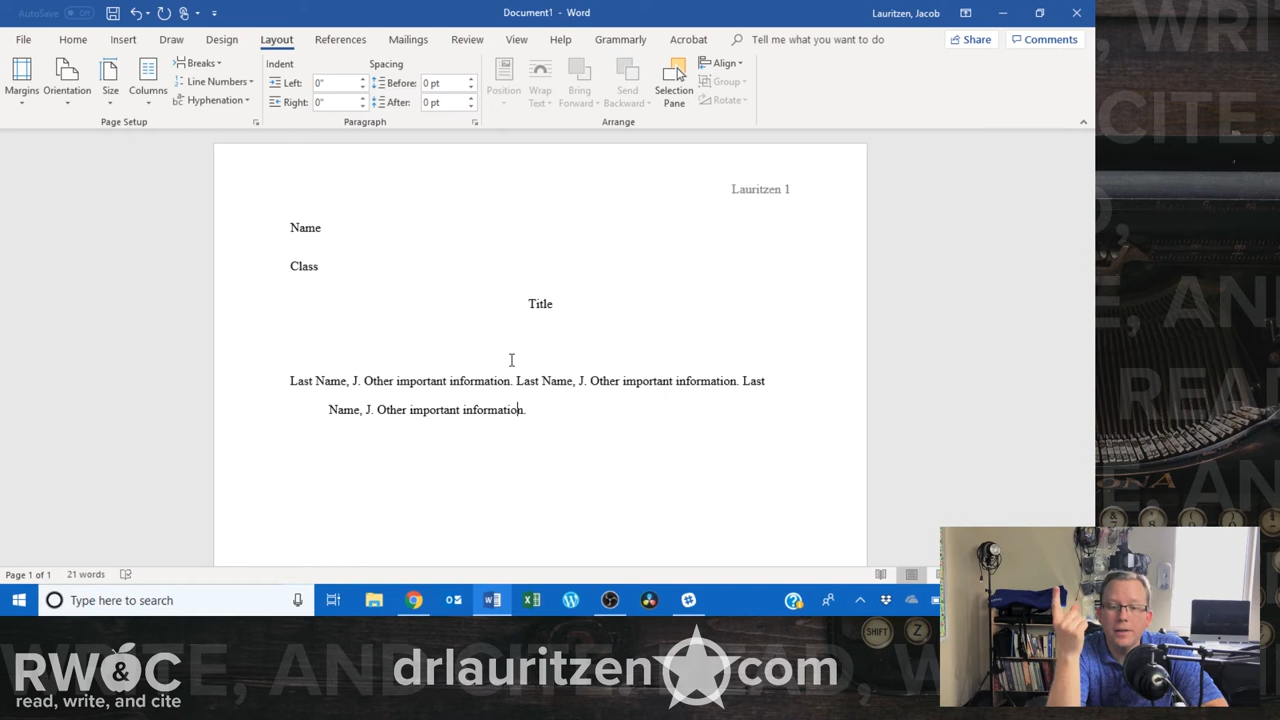 AutoSave Off
Document1 - Word
Lauritzen, Jacob
File Home Insert Draw Design Layout References Mailings Review View Help Grammarly Acrobat Tell me what you want to do Share Comments
Margins
Orientation
Size
Columns
Breaks
Line Numbers
Hyphenation
Page Setup
Indent
Left: 0"
Right: 0"
Spacing
Before: 0 pt
After: 0 pt
Paragraph
Position
Wrap
Text
Bring
Forward
Send
Backward
Selection
Pane
Align
Group
Rotate
Arrange
Lauritzen 1
Name
Class
Title
Last Name, J. Other important information. Last Name, J. Other important information. Last
Name, J. Other important information.
Page 1 of 1 21 words
Type here to search
RWC&
read, write, and cite
drlauritzen com
SHIFT
Z